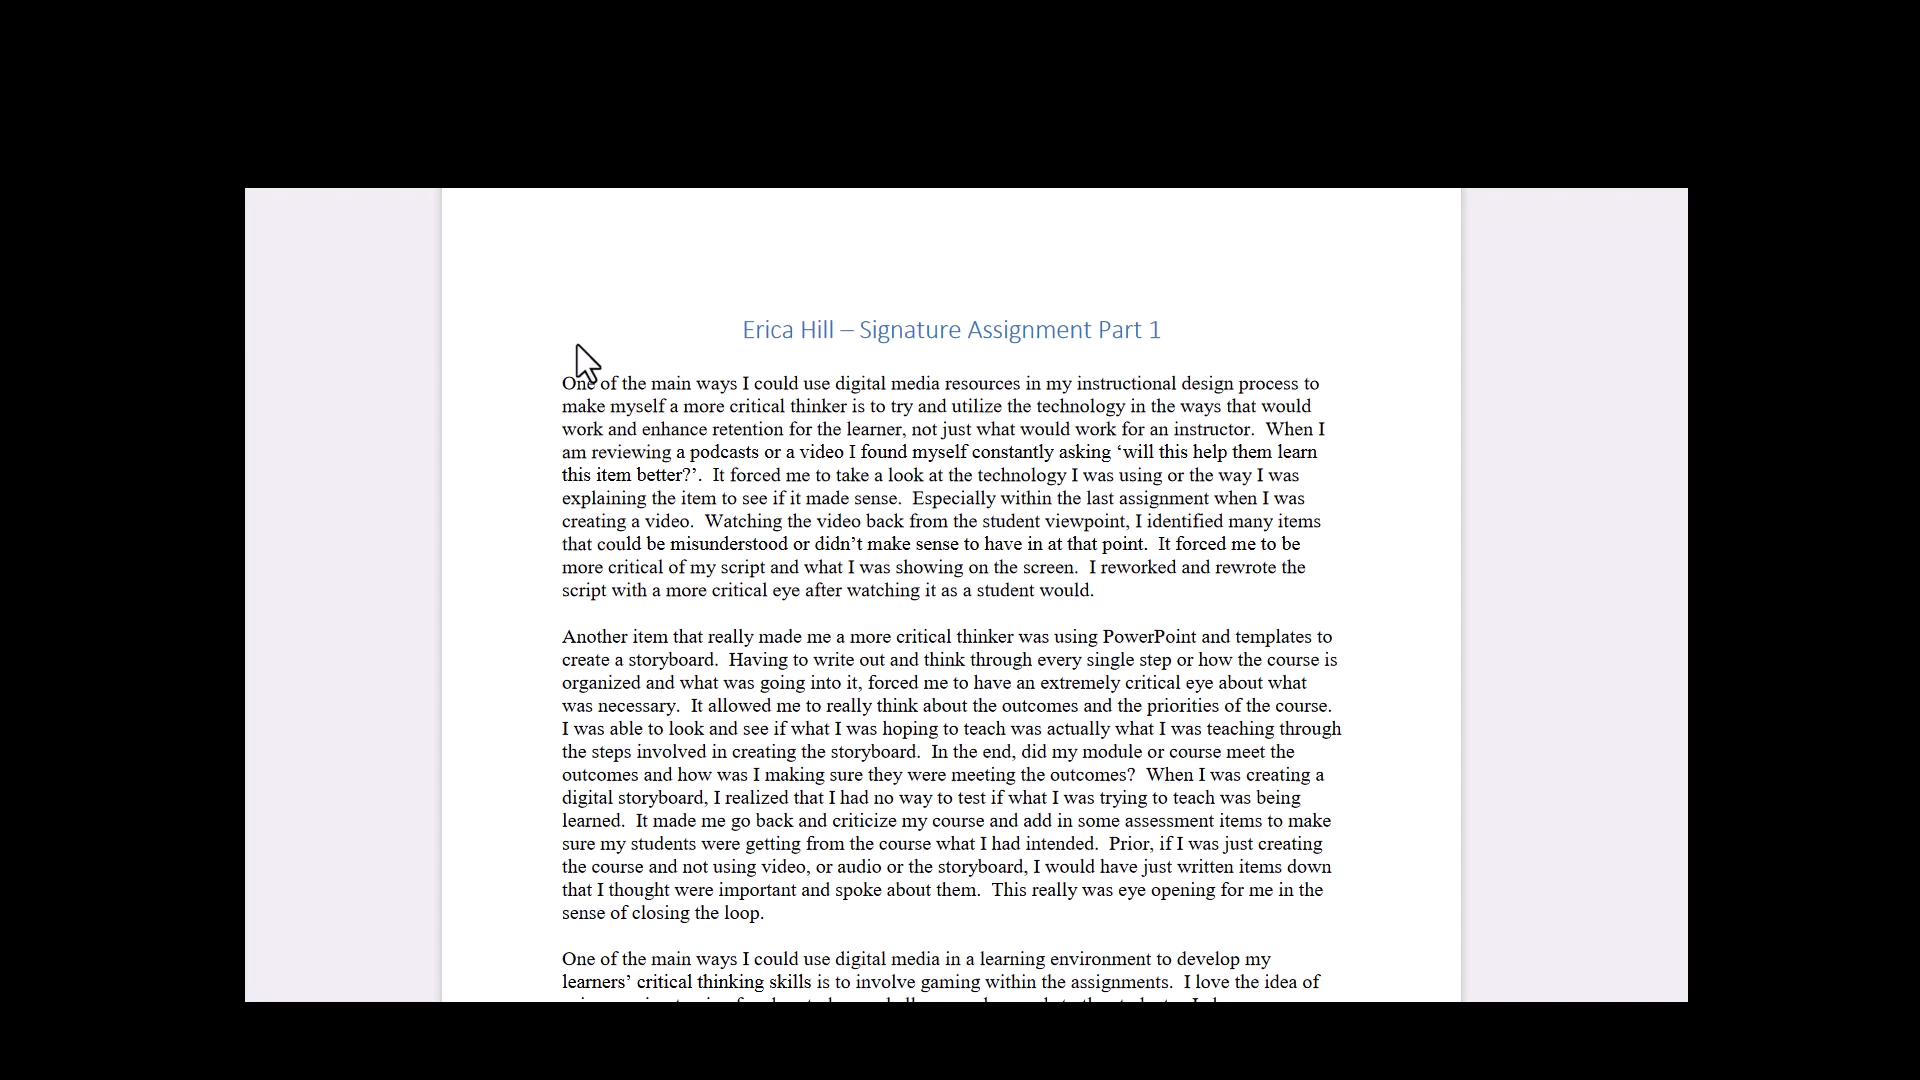 Erica Hill – Signature Assignment Part 1
One of the main ways I could use digital media resources in my instructional design process to
make myself a more critical thinker is to try and utilize the technology in the ways that would
work and enhance retention for the learner, not just what would work for an instructor.  When I
am reviewing a podcasts or a video I found myself constantly asking ‘will this help them learn
this item better?’.  It forced me to take a look at the technology I was using or the way I was
explaining the item to see if it made sense.  Especially within the last assignment when I was
creating a video.  Watching the video back from the student viewpoint, I identified many items
that could be misunderstood or didn’t make sense to have in at that point.  It forced me to be
more critical of my script and what I was showing on the screen.  I reworked and rewrote the
script with a more critical eye after watching it as a student would.
Another item that really made me a more critical thinker was using PowerPoint and templates to
create a storyboard.  Having to write out and think through every single step or how the course is
organized and what was going into it, forced me to have an extremely critical eye about what
was necessary.  It allowed me to really think about the outcomes and the priorities of the course.
I was able to look and see if what I was hoping to teach was actually what I was teaching through
the steps involved in creating the storyboard.  In the end, did my module or course meet the
outcomes and how was I making sure they were meeting the outcomes?  When I was creating a
digital storyboard, I realized that I had no way to test if what I was trying to teach was being
learned.  It made me go back and criticize my course and add in some assessment items to make
sure my students were getting from the course what I had intended.  Prior, if I was just creating
the course and not using video, or audio or the storyboard, I would have just written items down
that I thought were important and spoke about them.  This really was eye opening for me in the
sense of closing the loop.
One of the main ways I could use digital media in a learning environment to develop my
learners’ critical thinking skills is to involve gaming within the assignments.  I love the idea of